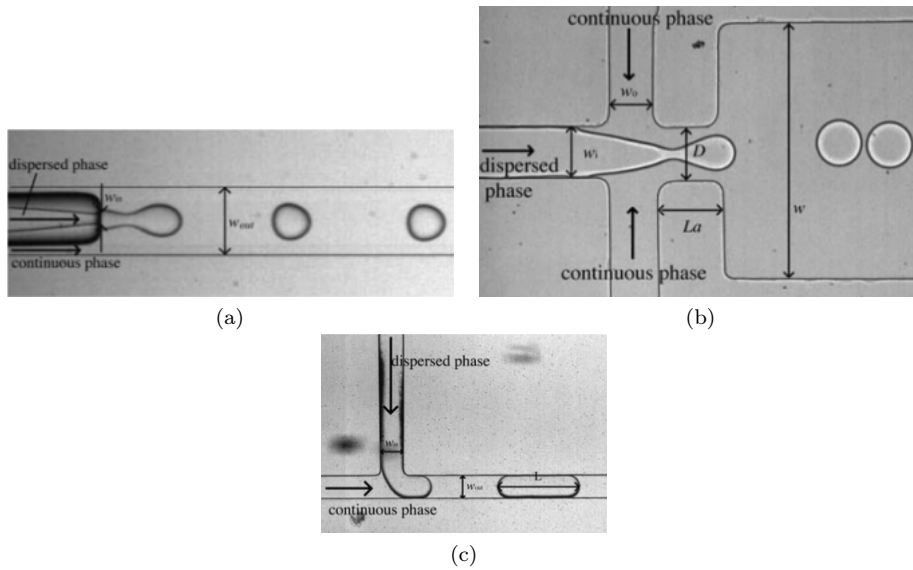 dispersed phase
w_in
w_out
continuous phase
(a)
continuous phase
w_o
w_i
D
dispersed
phase
w
La
continuous phase
(b)
dispersed phase
w_in
L
w_out
continuous phase
(c)